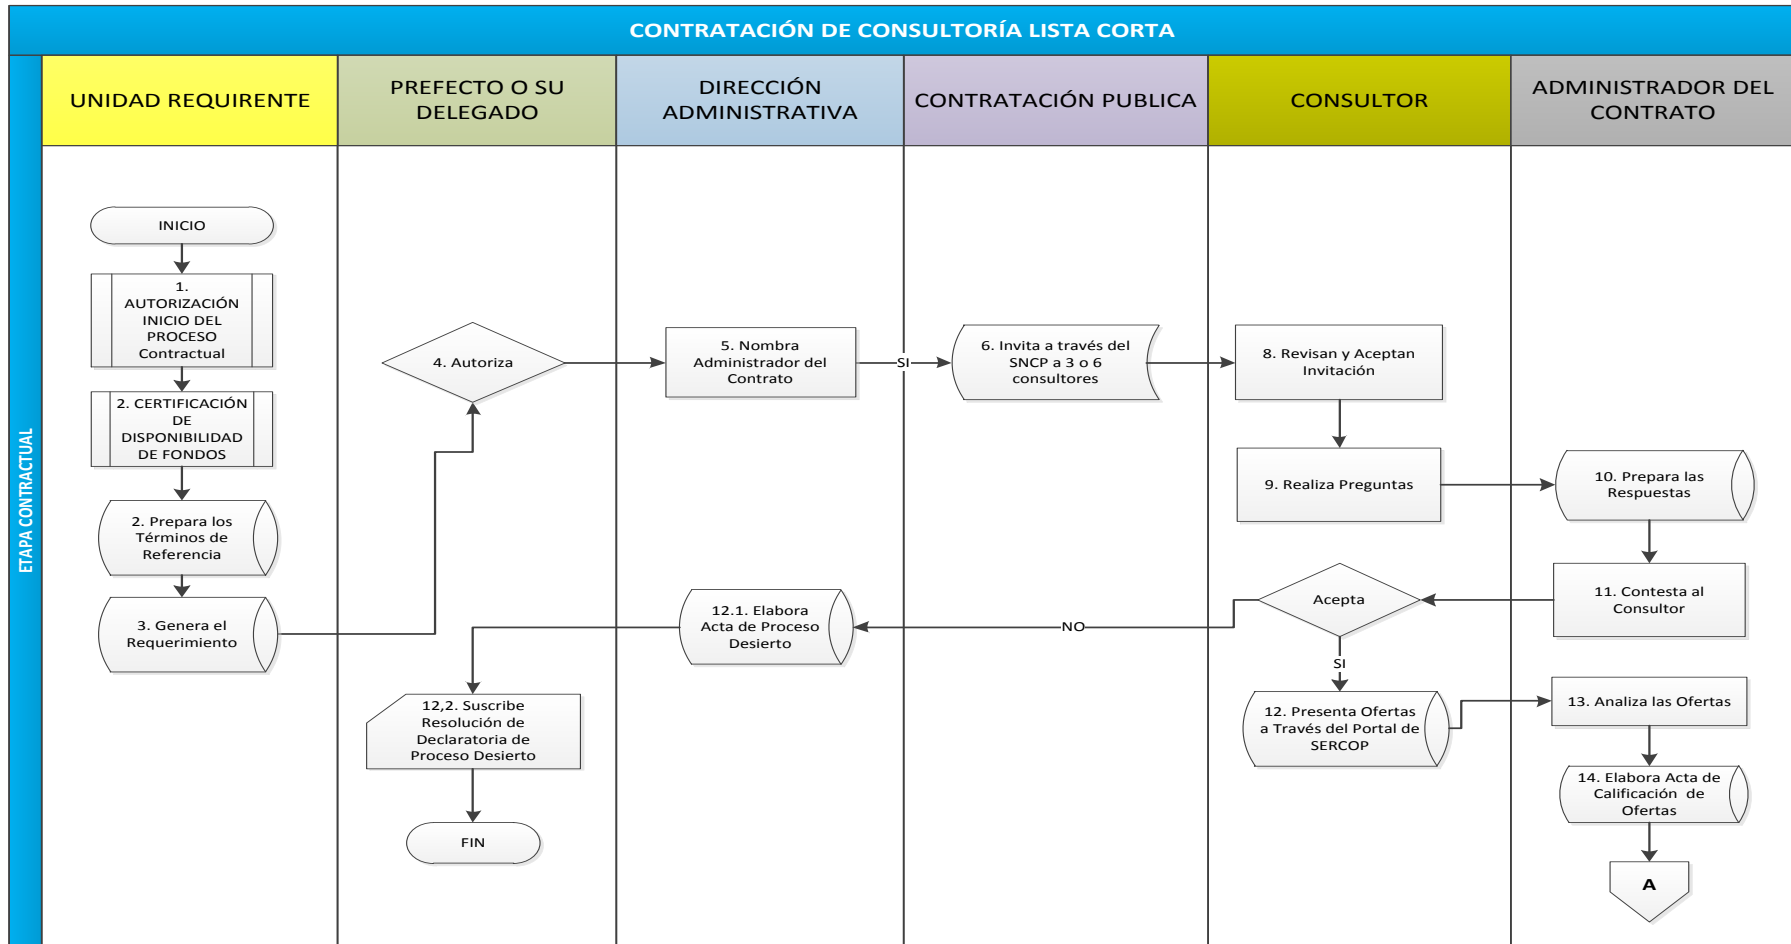 CONTRATACIÓN DE CONSULTORÍA LISTA CORTA
ETAPA CONTRACTUAL
UNIDAD REQUIRENTE
PREFECTO O SU
DELEGADO
DIRECCIÓN
ADMINISTRATIVA
CONTRATACIÓN PUBLICA
CONSULTOR
ADMINISTRADOR DEL
CONTRATO
INICIO
1.
AUTORIZACIÓN
INICIO DEL
PROCESO
Contractual
2. CERTIFICACIÓN
DE
DISPONIBILIDAD
DE FONDOS
2. Prepara los
Términos de
Referencia
3. Genera el
Requerimiento
4. Autoriza
5. Nombra
Administrador del
Contrato
SI
6. Invita a través del
SNCP a 3 o 6
consultores
8. Revisan y Aceptan
Invitación
9. Realiza Preguntas
10. Prepara las
Respuestas
11. Contesta al
Consultor
Acepta
NO
12.1. Elabora
Acta de Proceso
Desierto
12,2. Suscribe
Resolución de
Declaratoria de
Proceso Desierto
FIN
SI
12. Presenta Ofertas
a Través del Portal de
SERCOP
13. Analiza las Ofertas
14. Elabora Acta de
Calificación de
Ofertas
A